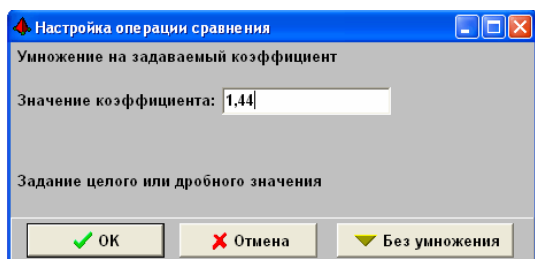 Настройка операции сравнения
Умножение на задаваемый коэффициент
Значение коэффициента: 1,44
Задание целого или дробного значения
OK Отмена Без умножения